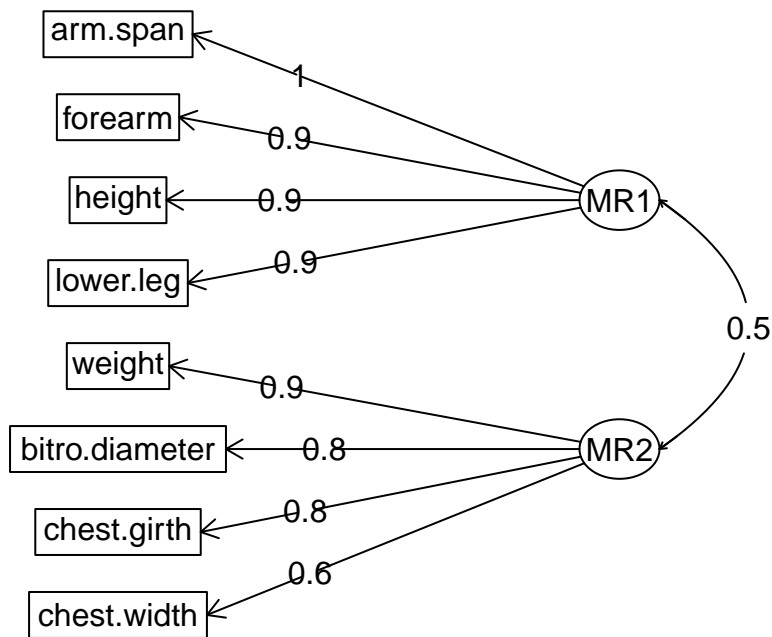 arm.span
1
forearm
0.9
height
0.9
MR1
lower.leg
0.9
0.5
weight
0.9
bitro.diameter
0.8
MR2
chest.girth
0.8
chest.width
0.6